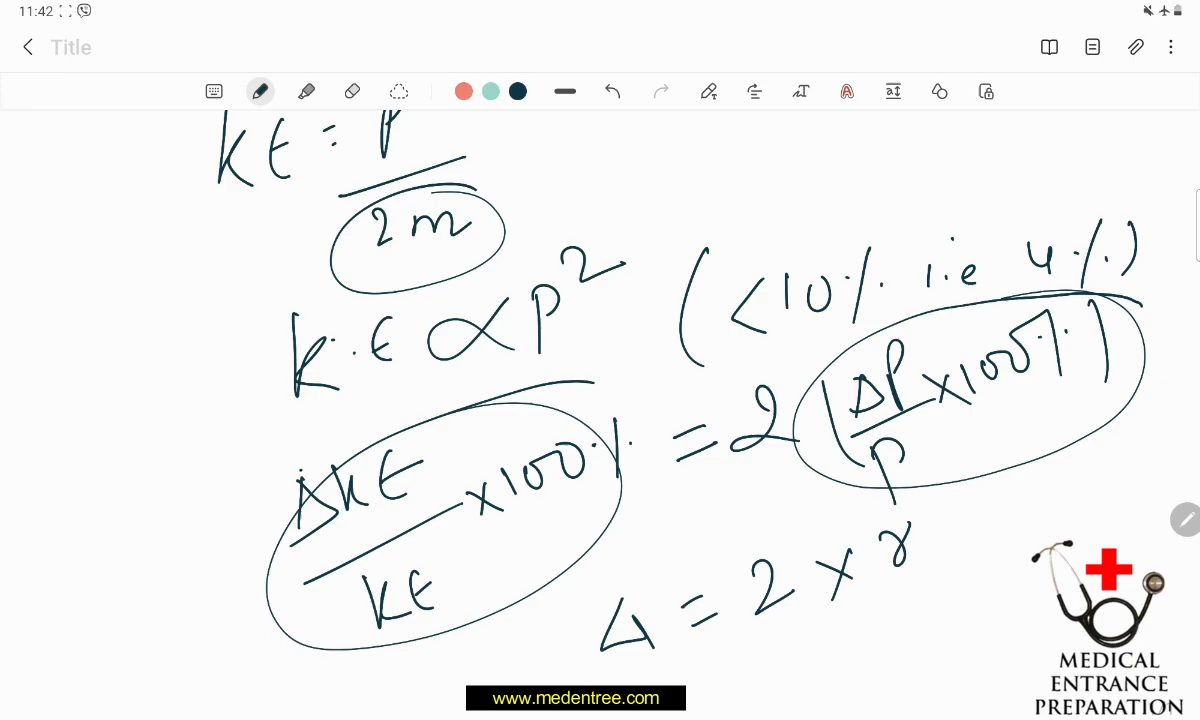 11:42
Title
KE = P
2m
K.E ∝ P² (<10% i.e 4%)
ΔKE/KE ×100% = 2 (ΔP/P ×100%)
4 = 2 × x
MEDICAL
ENTRANCE
PREPARATION
www.medentree.com